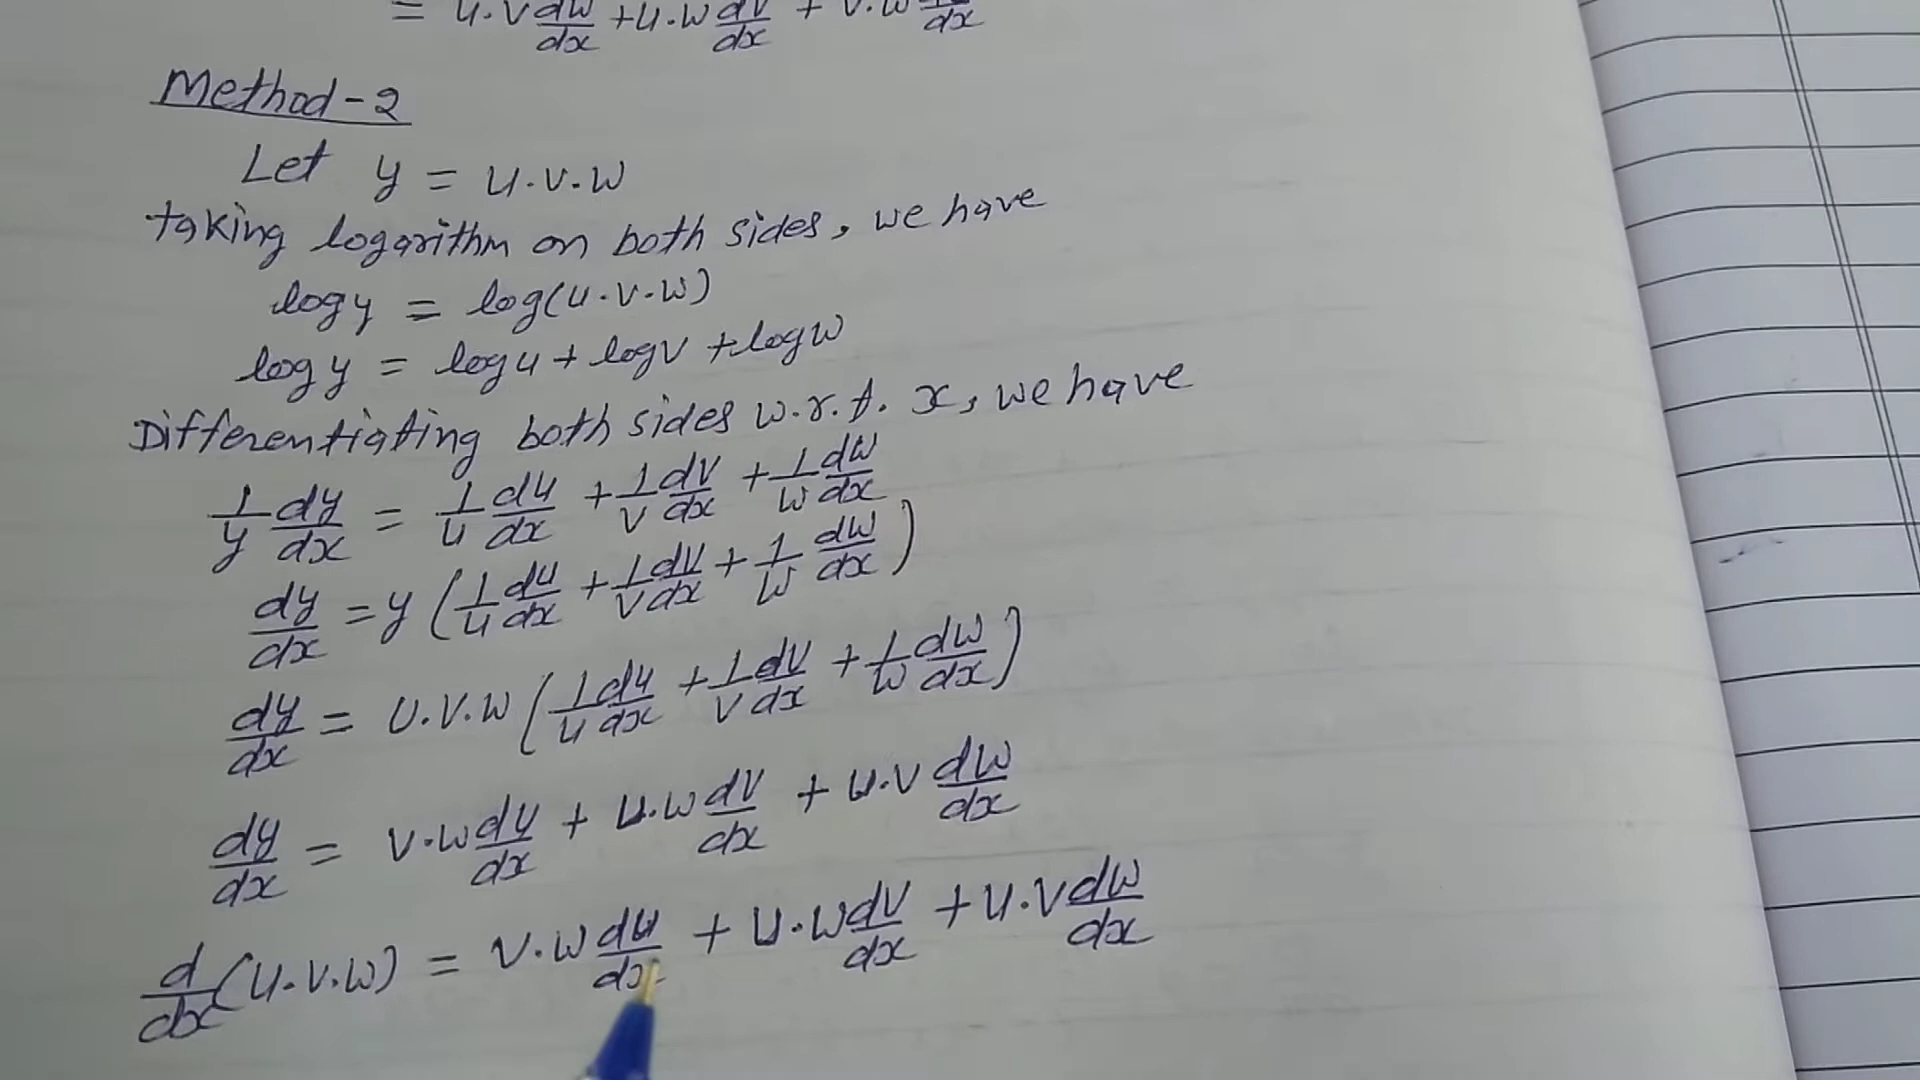 = u.v dw/dx + u.w dv/dx + v.w /dx
Method-2
Let y = u.v.w
taking logarithm on both sides, we have
log y = log(u.v.w)
log y = log u + log v + log w
Differentiating both sides w.r.t. x, we have
1/y dy/dx = 1/u du/dx + 1/v dv/dx + 1/w dw/dx
dy/dx = y (1/u du/dx + 1/v dv/dx + 1/w dw/dx)
dy/dx = u.v.w (1/u du/dx + 1/v dv/dx + 1/w dw/dx)
dy/dx = v.w du/dx + u.w dv/dx + u.v dw/dx
d/dx (u.v.w) = v.w du/dx + u.w dv/dx + u.v dw/dx